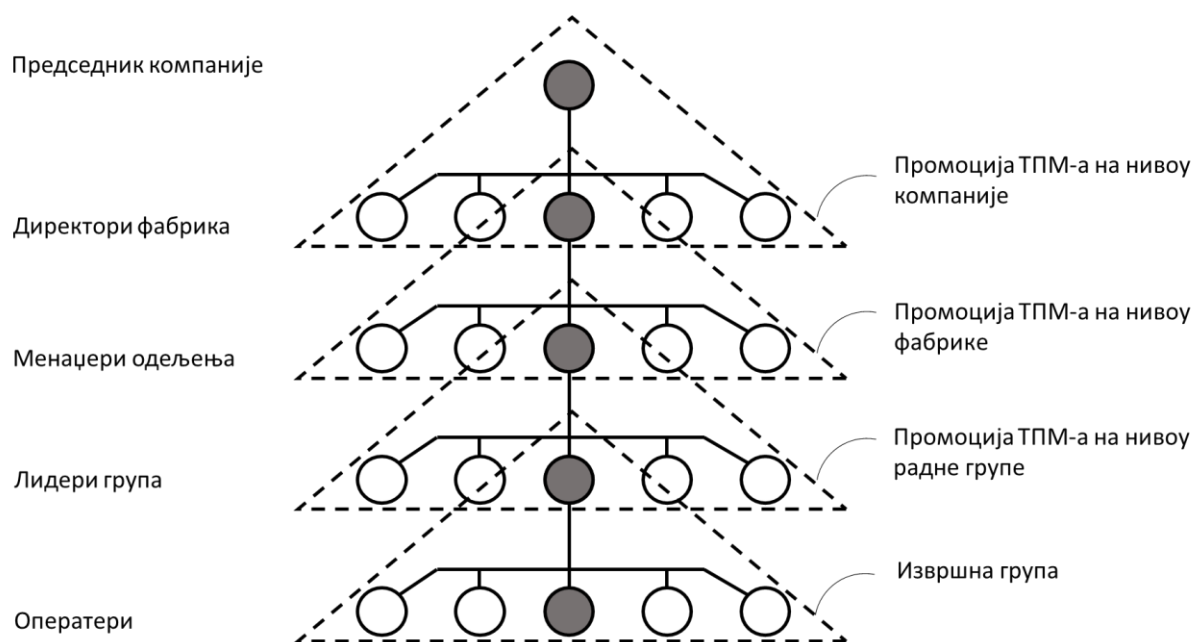 Председник компаније
Промоција ТПМ-а на нивоу
компаније
Директори фабрика
Промоција ТПМ-а на нивоу
фабрике
Менаџери одељења
Промоција ТПМ-а на нивоу
радне групе
Лидери група
Извршна група
Оператери